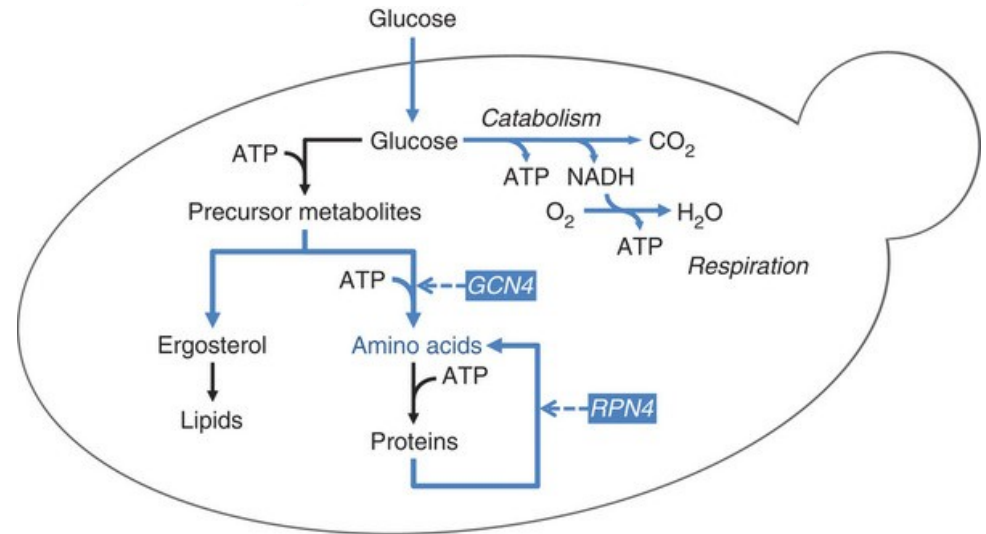 Glucose
Catabolism
Glucose
CO₂
ATP
ATP NADH
Precursor metabolites
O₂
H₂O
ATP
Respiration
ATP
GCN4
Ergosterol
Amino acids
ATP
RPN4
Lipids
Proteins